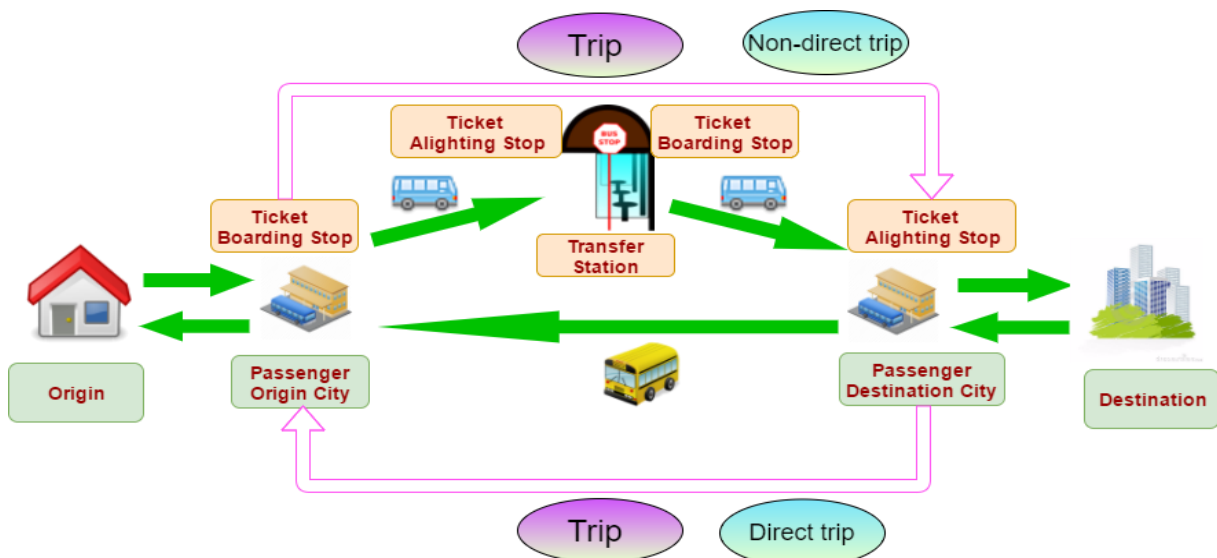 Trip
Non-direct trip
Ticket
Alighting Stop
BUS
STOP
Ticket
Boarding Stop
Ticket
Boarding Stop
Transfer
Station
Ticket
Alighting Stop
Origin
Passenger
Origin City
Passenger
Destination City
Destination
Trip
Direct trip